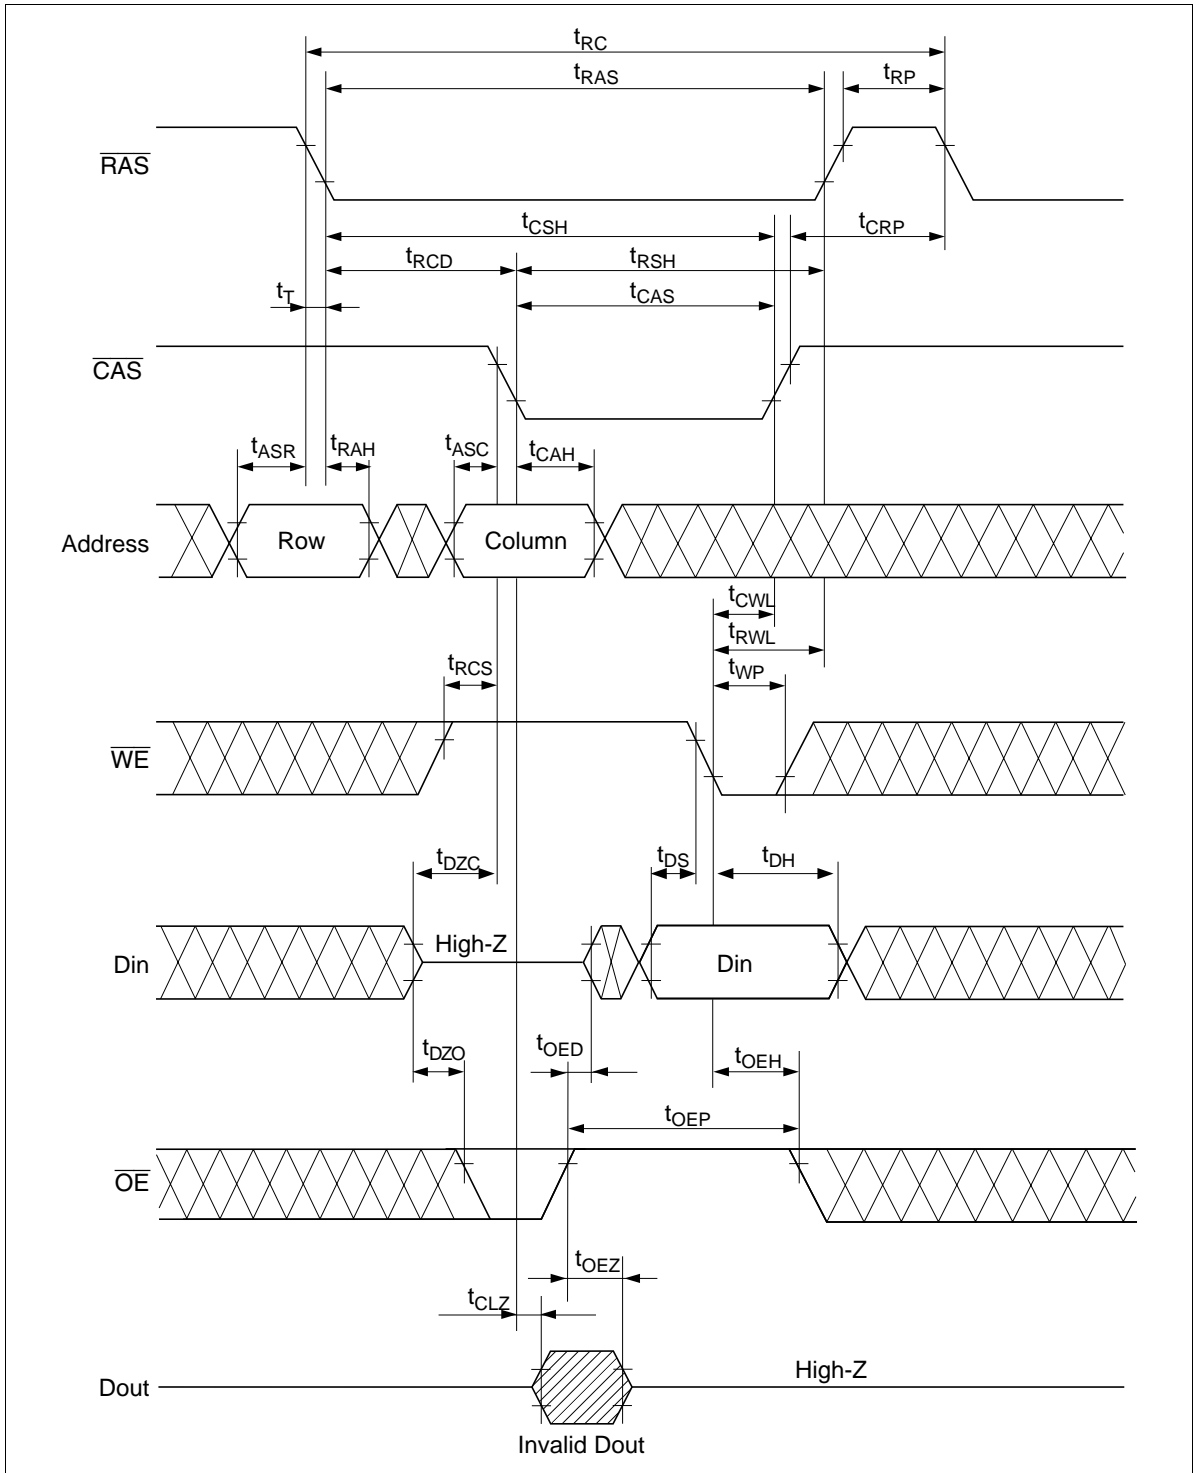 tRC
tRAS
tRP
RAS
tCSH
tCRP
tRCD
tRSH
tT
tCAS
CAS
tASR
tRAH
tASC
tCAH
Address
Row
Column
tCWL
tRWL
tRCS
tWP
WE
tDZC
tDS
tDH
High-Z
Din
Din
tDZO
tOED
tOEH
tOEP
OE
tOEZ
tCLZ
High-Z
Dout
Invalid Dout